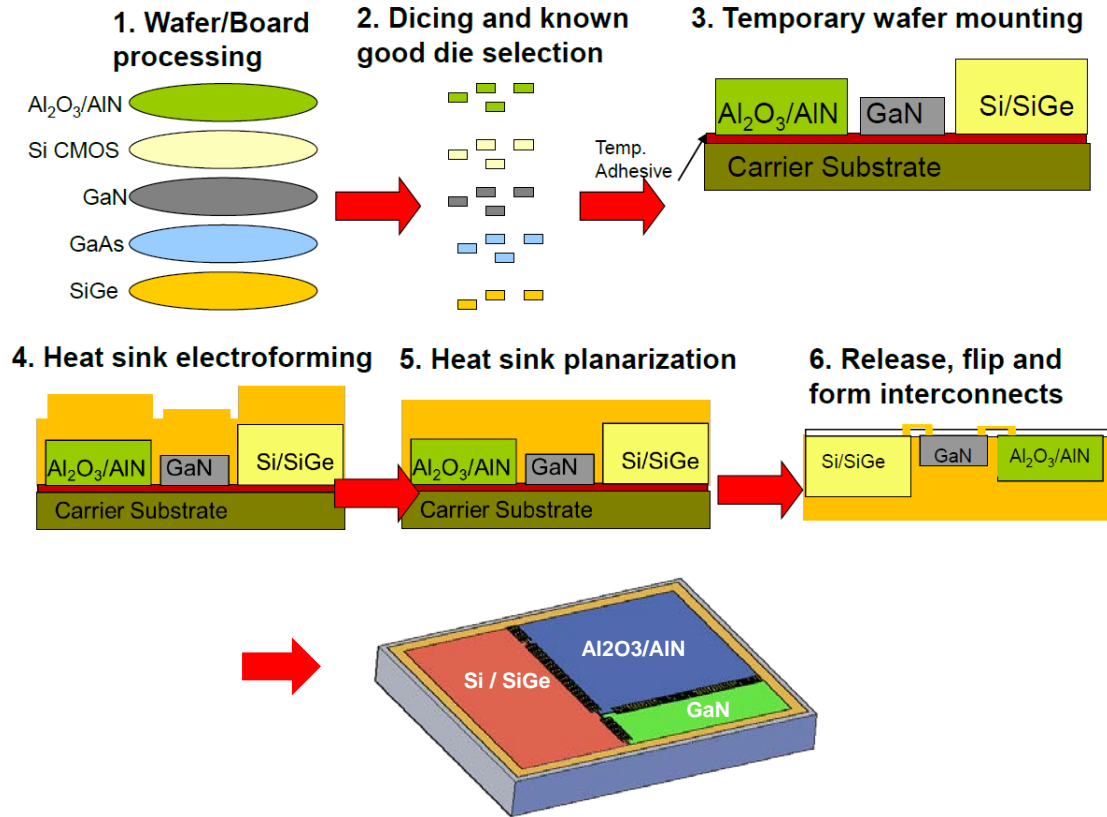 1. Wafer/Board
processing
2. Dicing and known
good die selection
3. Temporary wafer mounting
Al₂O₃/AlN
Si CMOS
GaN
GaAs
SiGe
Al₂O₃/AlN
GaN
Si/SiGe
Temp.
Adhesive
Carrier Substrate
4. Heat sink electroforming
5. Heat sink planarization
6. Release, flip and
form interconnects
Al₂O₃/AlN
GaN
Si/SiGe
Carrier Substrate
Al₂O₃/AlN
GaN
Si/SiGe
Carrier Substrate
Si/SiGe
GaN
Al₂O₃/AlN
Al2O3/AlN
Si / SiGe
GaN